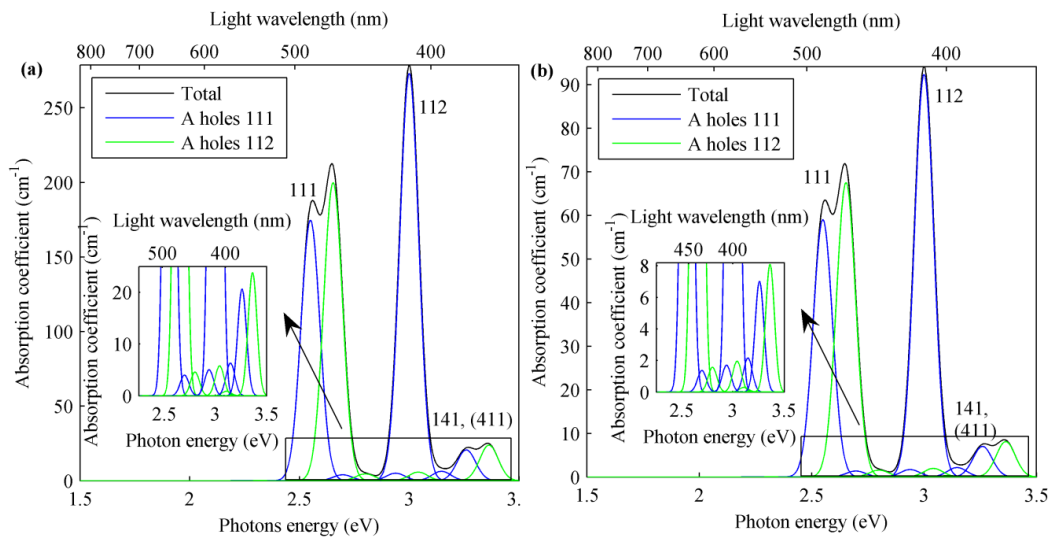 Light wavelength (nm)
800 700 600 500 400
(a)
Absorption coefficient (cm⁻¹)
250
200
150
100
50
0
Total
A holes 111
A holes 112
112
111
141, (411)
Light wavelength (nm)
500 400
Absorption coefficient (cm⁻¹)
20
10
0
2.5 3 3.5
Photon energy (eV)
1.5 2 2.5 3 3.
Photons energy (eV)
Light wavelength (nm)
800 700 600 500 400
(b)
Absorption coefficient (cm⁻¹)
90
80
70
60
50
40
30
20
10
0
Total
A holes 111
A holes 112
112
111
141,
(411)
Light wavelength (nm)
450 400
Absorption coefficient (cm⁻¹)
8
6
4
2
0
2.5 3 3.5
Photon energy (eV)
1.5 2 2.5 3 3.5
Photon energy (eV)